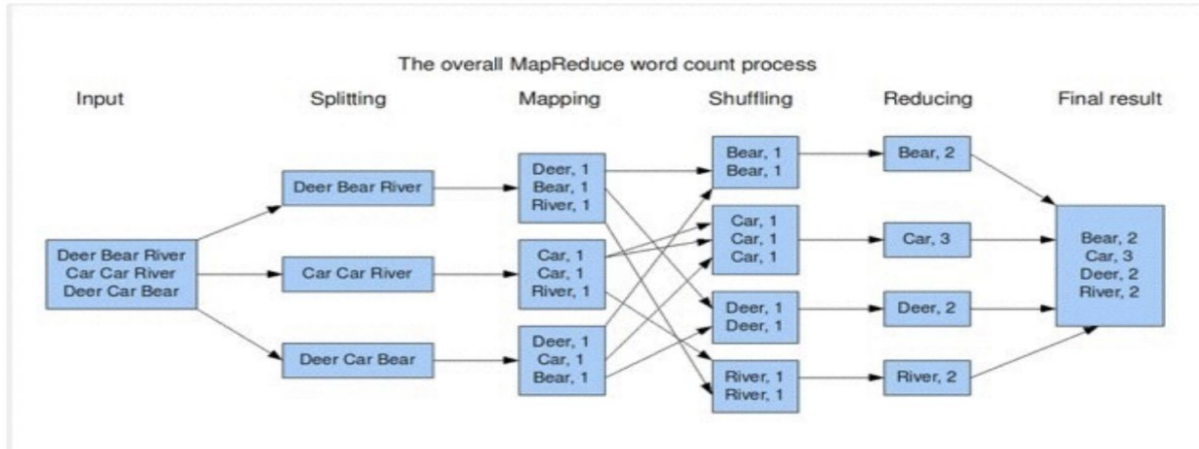 The overall MapReduce word count process
Input
Splitting
Mapping
Shuffling
Reducing
Final result
Deer Bear River
Car Car River
Deer Car Bear
Deer Bear River
Car Car River
Deer Car Bear
Deer, 1
Bear, 1
River, 1
Car, 1
Car, 1
River, 1
Deer, 1
Car, 1
Bear, 1
Bear, 1
Bear, 1
Car, 1
Car, 1
Car, 1
Deer, 1
Deer, 1
River, 1
River, 1
Bear, 2
Car, 3
Deer, 2
River, 2
Bear, 2
Car, 3
Deer, 2
River, 2